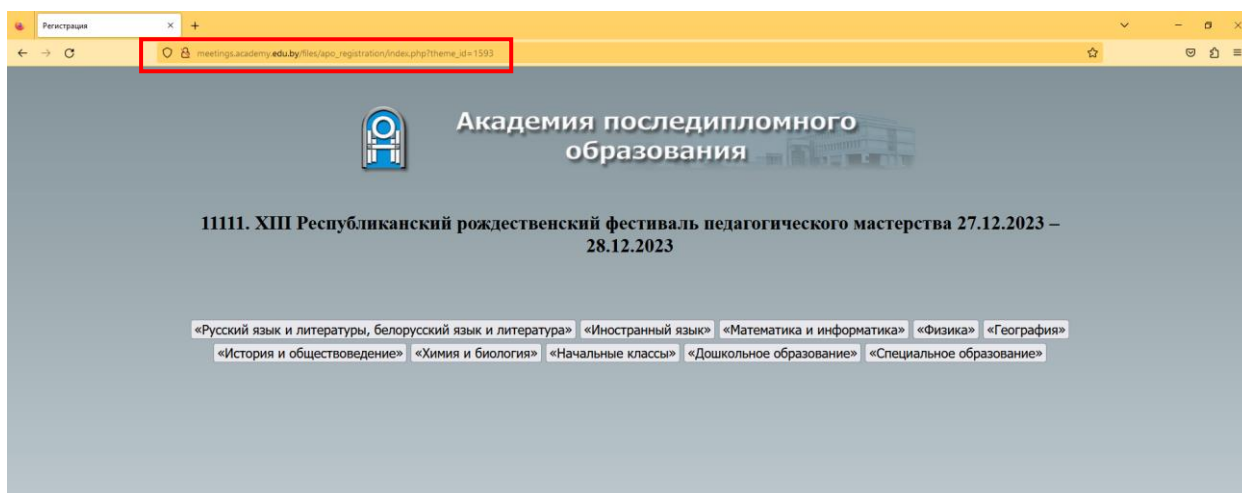 Регистрация
meetings.academy.edu.by/files/apo_registration/index.php?theme_id=1593
Академия последипломного
образования
11111. XIII Республиканский рождественский фестиваль педагогического мастерства 27.12.2023 –
28.12.2023
«Русский язык и литературы, белорусский язык и литература» «Иностранный язык» «Математика и информатика» «Физика» «География»
«История и обществоведение» «Химия и биология» «Начальные классы» «Дошкольное образование» «Специальное образование»